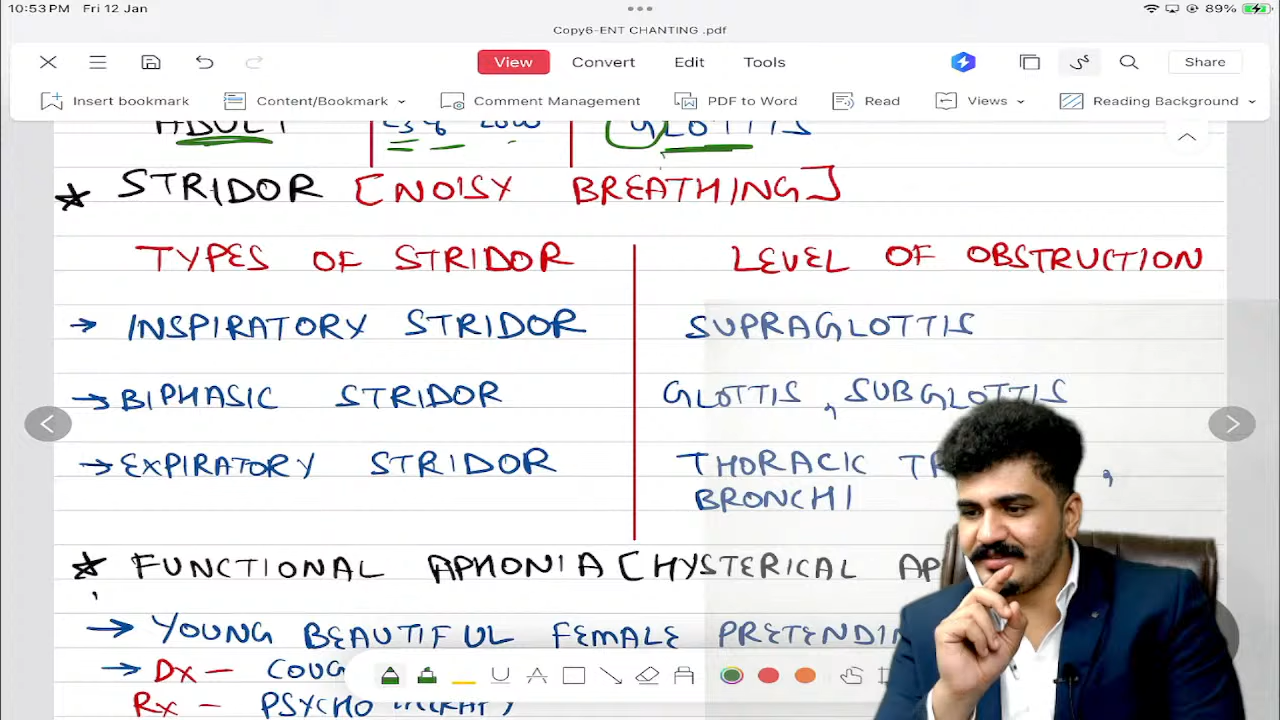 10:53 PM Fri 12 Jan 89%
Copy6-ENT CHANTING .pdf
View Convert Edit Tools Share
Insert bookmark Content/Bookmark Comment Management PDF to Word Read Views Reading Background
ADULT GLOTTIS
STRIDOR [NOISY BREATHING]
TYPES OF STRIDOR LEVEL OF OBSTRUCTION
→ INSPIRATORY STRIDOR SUPRAGLOTTIS
→ BIPHASIC STRIDOR GLOTTIS , SUBGLOTTIS
→ EXPIRATORY STRIDOR THORACIC ,
BRONCHI
FUNCTIONAL APHONIA [HYSTERICAL
→ YOUNG BEAUTIFUL FEMALE
→ Dx –
Rx – PSYCHOTHERAPY